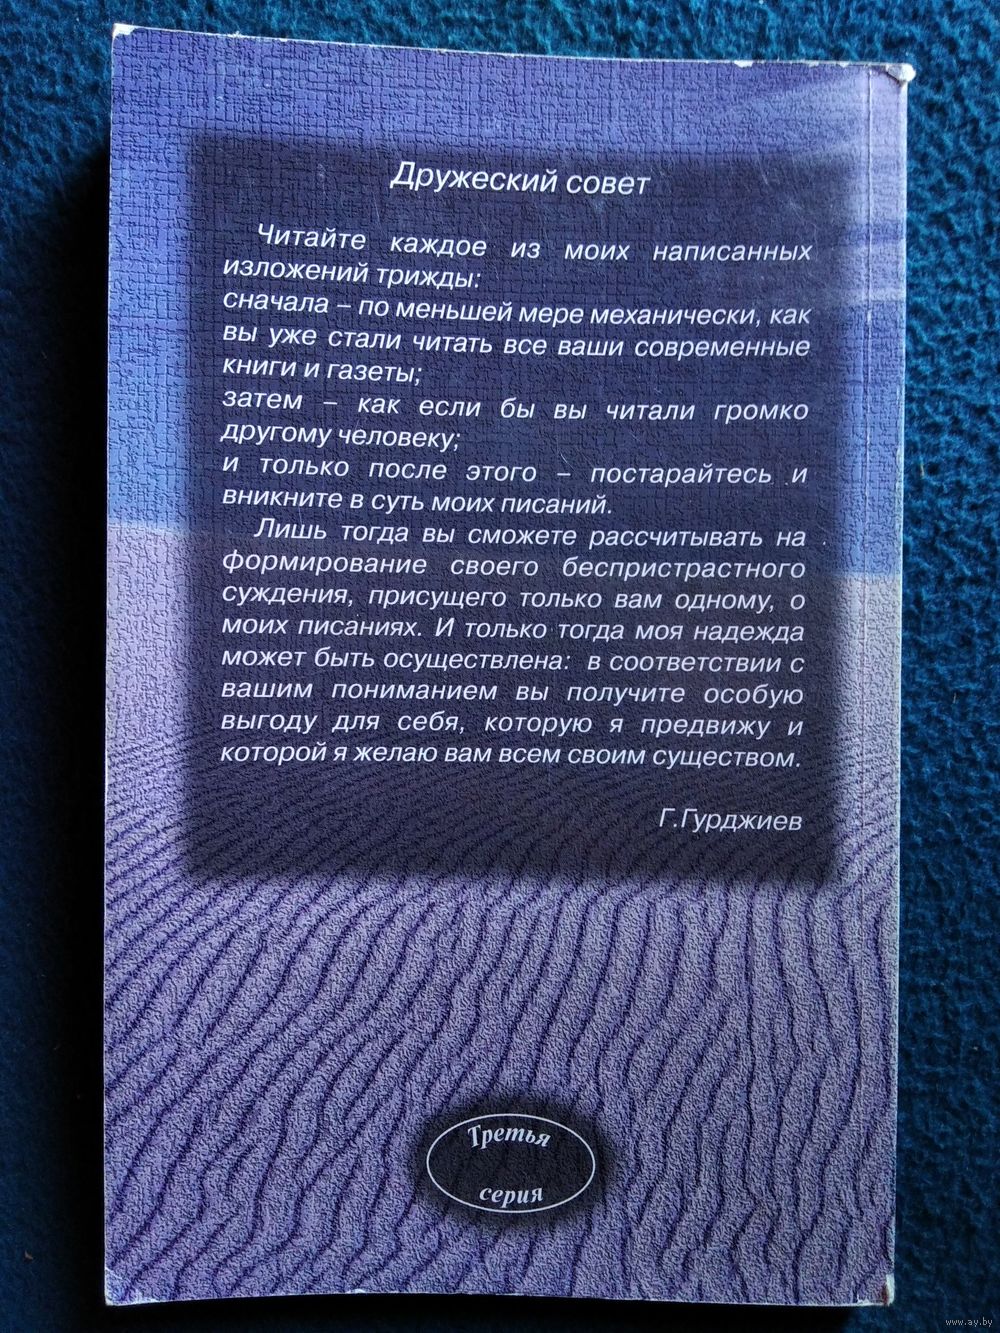 Дружеский совет
Читайте каждое из моих написанных
изложений трижды:
сначала – по меньшей мере механически, как
вы уже стали читать все ваши современные
книги и газеты;
затем – как если бы вы читали громко
другому человеку;
и только после этого – постарайтесь и
вникните в суть моих писаний.
Лишь тогда вы сможете рассчитывать на
формирование своего беспристрастного
суждения, присущего только вам одному, о
моих писаниях. И только тогда моя надежда
может быть осуществлена: в соответствии с
вашим пониманием вы получите особую
выгоду для себя, которую я предвижу и
которой я желаю вам всем своим существом.
Г.Гурджиев
Третья
серия
www.ay.by